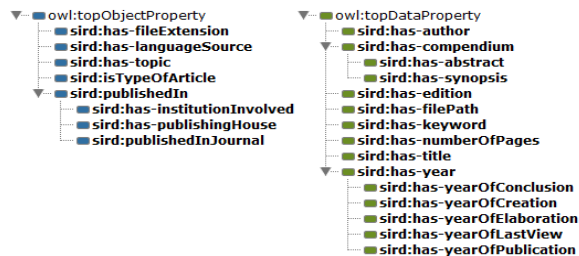 owl:topObjectProperty
sird:has-fileExtension
sird:has-languageSource
sird:has-topic
sird:isTypeOfArticle
sird:publishedIn
sird:has-institutionInvolved
sird:has-publishingHouse
sird:publishedInJournal
owl:topDataProperty
sird:has-author
sird:has-compendium
sird:has-abstract
sird:has-synopsis
sird:has-edition
sird:has-filePath
sird:has-keyword
sird:has-numberOfPages
sird:has-title
sird:has-year
sird:has-yearOfConclusion
sird:has-yearOfCreation
sird:has-yearOfElaboration
sird:has-yearOfLastView
sird:has-yearOfPublication